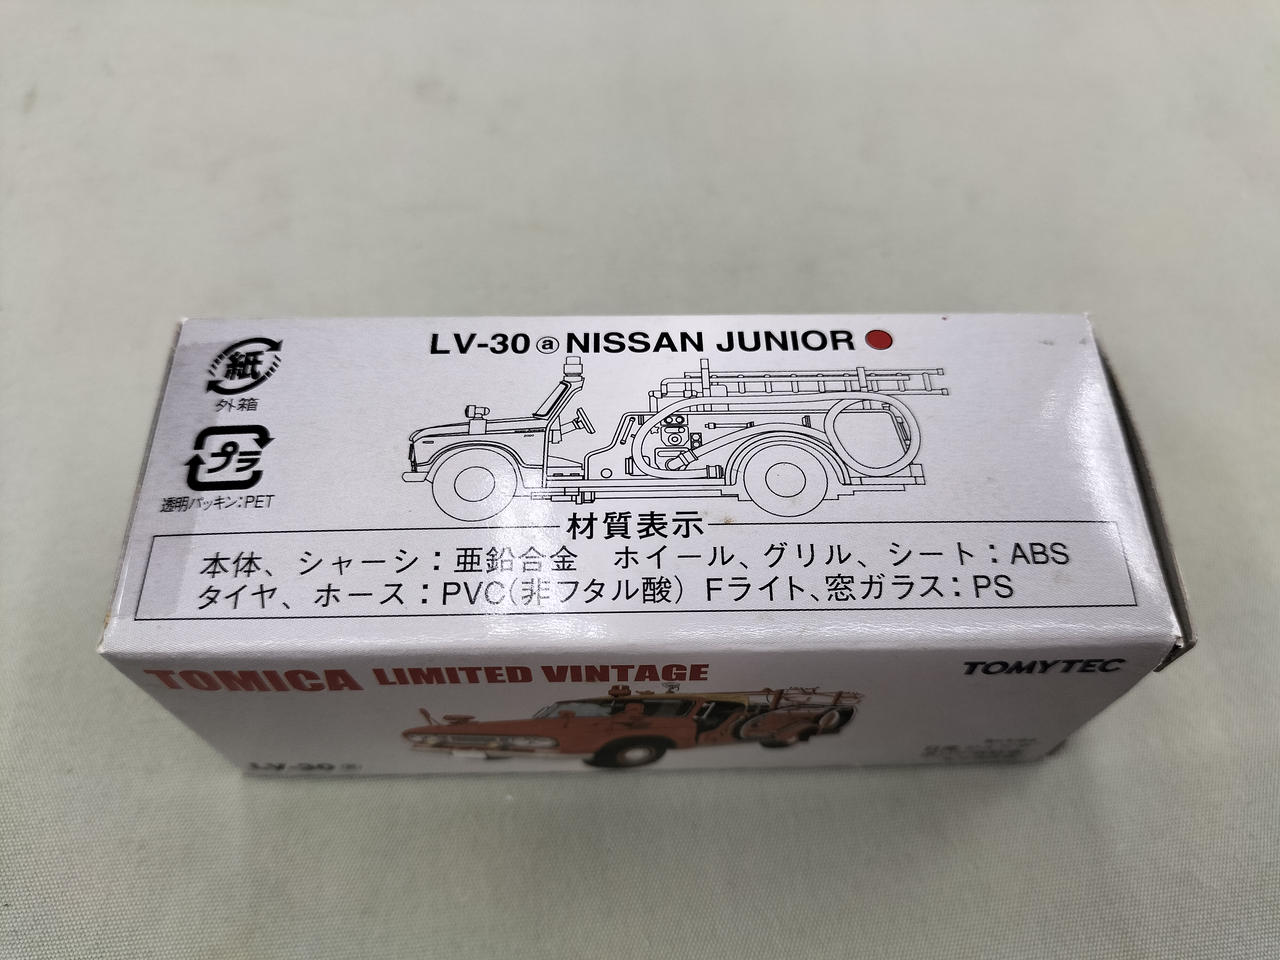 LV-30ⓐNISSAN JUNIOR
紙
外箱
プラ
透明パッキン:PET
材質表示
本体、シャーシ:亜鉛合金 ホイール、グリル、シート:ABS
タイヤ、ホース:PVC(非フタル酸) Fライト、窓ガラス:PS
TOMICA LIMITED VINTAGE
TOMYTEC
LV-30ⓐ